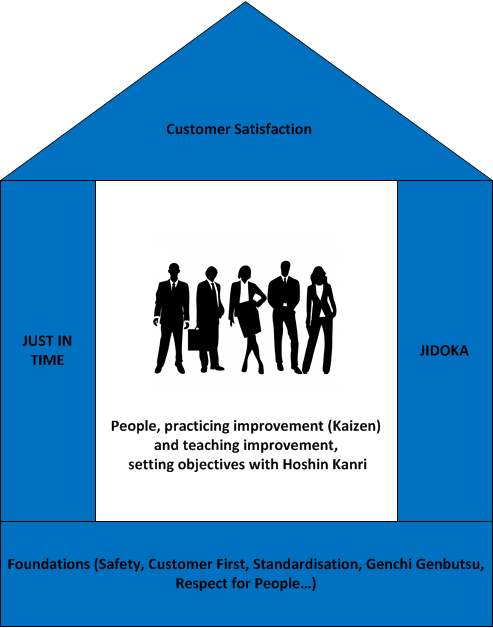 Customer Satisfaction
JUST IN
TIME
JIDOKA
People, practicing improvement (Kaizen)
and teaching improvement,
setting objectives with Hoshin Kanri
Foundations (Safety, Customer First, Standardisation, Genchi Genbutsu,
Respect for People...)